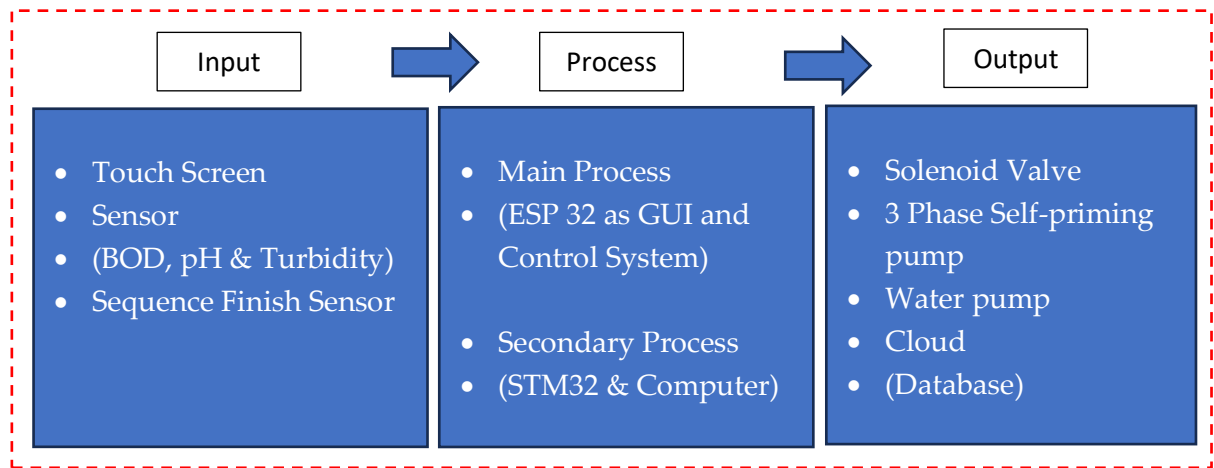 Input
Process
Output
• Touch Screen
• Sensor
• (BOD, pH & Turbidity)
• Sequence Finish Sensor
• Main Process
• (ESP 32 as GUI and
Control System)
• Secondary Process
• (STM32 & Computer)
• Solenoid Valve
• 3 Phase Self-priming
pump
• Water pump
• Cloud
• (Database)